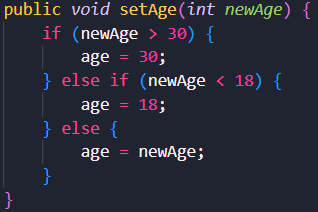 public void setAge(int newAge) {
    if (newAge > 30) {
        age = 30;
    } else if (newAge < 18) {
        age = 18;
    } else {
        age = newAge;
    }
}